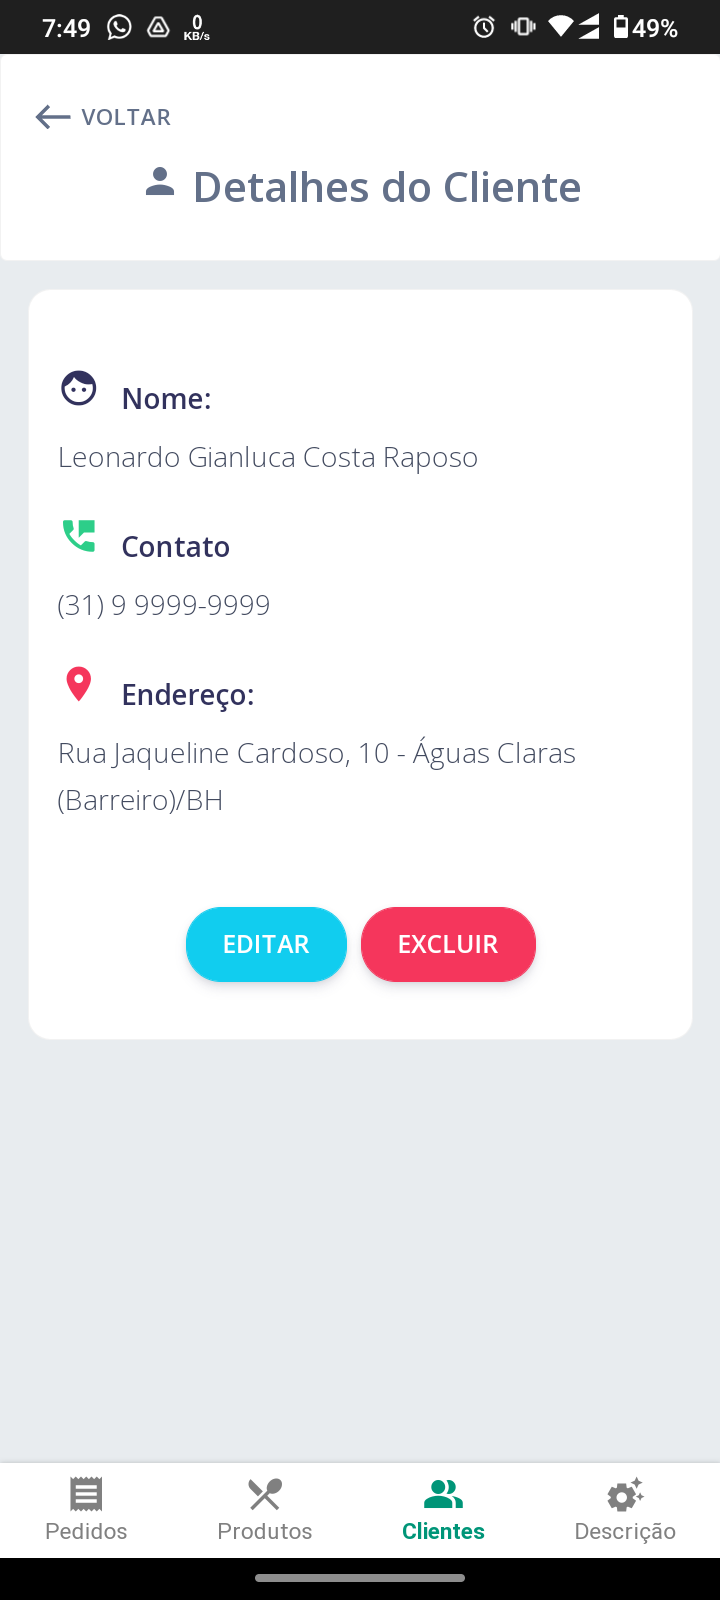 7:49 0 KB/s 49%
VOLTAR
Detalhes do Cliente
Nome:
Leonardo Gianluca Costa Raposo
Contato
(31) 9 9999-9999
Endereço:
Rua Jaqueline Cardoso, 10 - Águas Claras
(Barreiro)/BH
EDITAR EXCLUIR
Pedidos Produtos Clientes Descrição